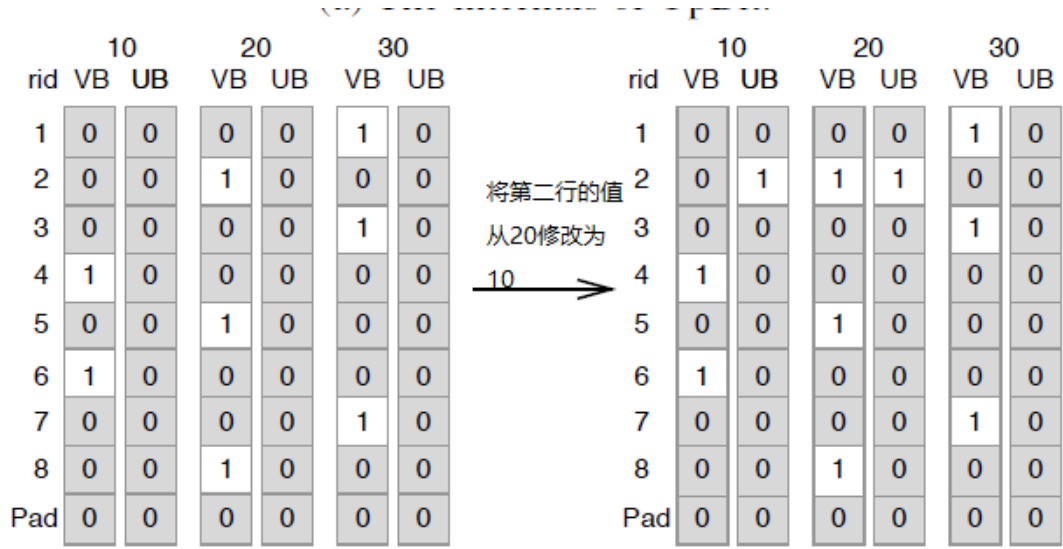 10 20 30 10 20 30
rid VB UB VB UB VB UB rid VB UB VB UB VB UB
1 0 0 0 0 1 0 1 0 0 0 0 1 0
2 0 0 1 0 0 0 2 0 1 1 1 0 0
将第二行的值
3 0 0 0 0 1 0 3 0 0 0 0 1 0
从20修改为
4 1 0 0 0 0 0 4 1 0 0 0 0 0
10
5 0 0 1 0 0 0 5 0 0 1 0 0 0
6 1 0 0 0 0 0 6 1 0 0 0 0 0
7 0 0 0 0 1 0 7 0 0 0 0 1 0
8 0 0 1 0 0 0 8 0 0 1 0 0 0
Pad 0 0 0 0 0 0 Pad 0 0 0 0 0 0